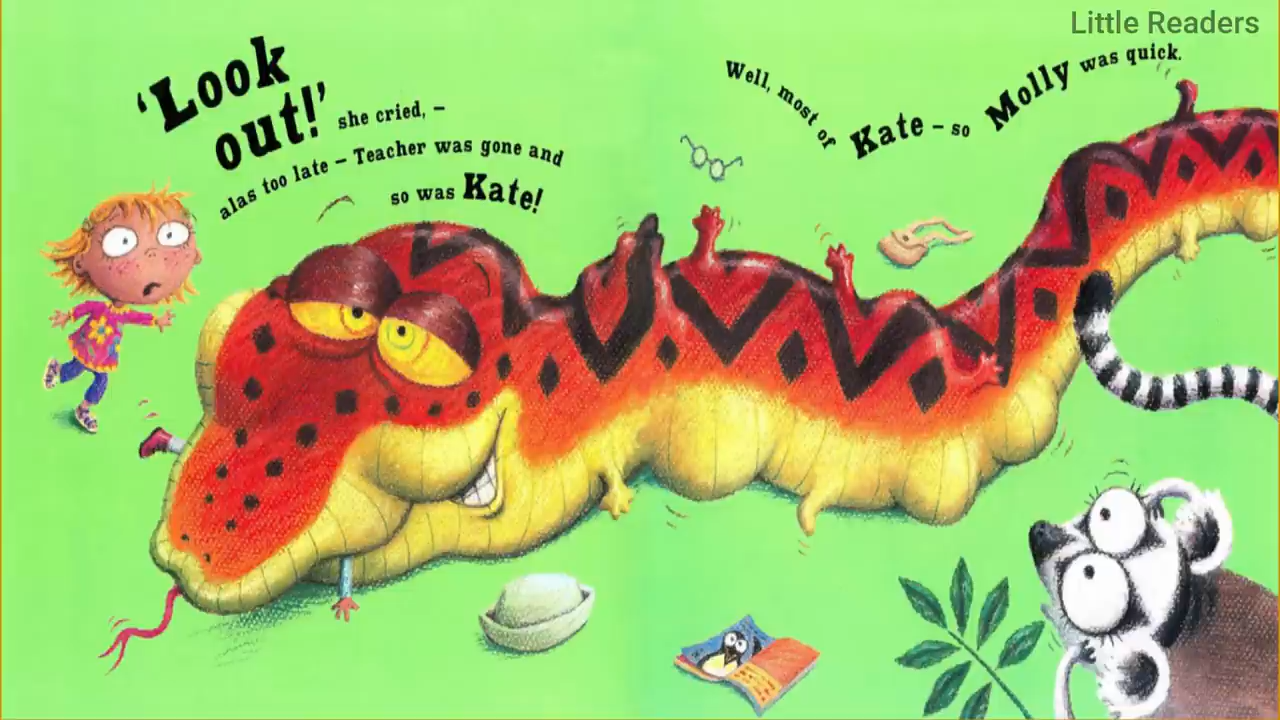 Little Readers
'Look
out!' she cried, –
alas too late – Teacher was gone and
so was Kate!
Well, most of Kate – so Molly was quick.